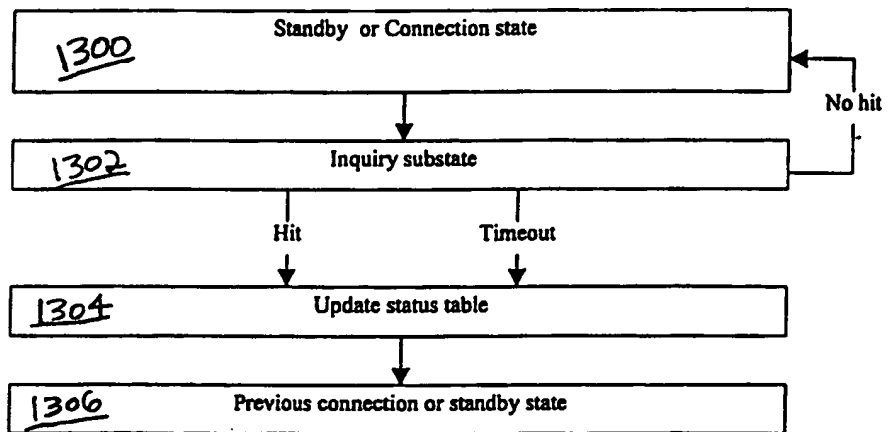 Standby or Connection state
1300
No hit
Inquiry substate
1302
Hit
Timeout
Update status table
1304
Previous connection or standby state
1306